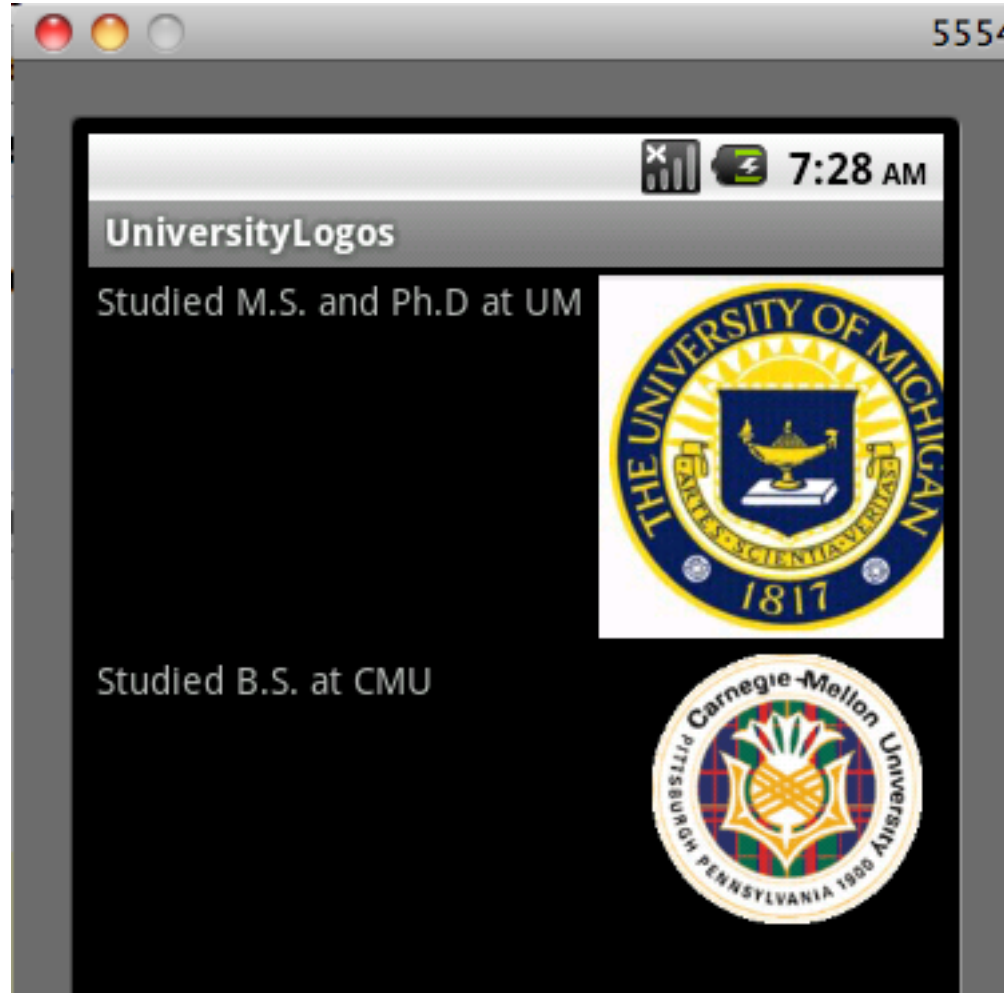 5554
7:28 AM
UniversityLogos
Studied M.S. and Ph.D at UM
THE UNIVERSITY OF MICHIGAN
ARTES · SCIENTIA · VERITAS
1817
Studied B.S. at CMU
Carnegie-Mellon University
PITTSBURGH PENNSYLVANIA 1900